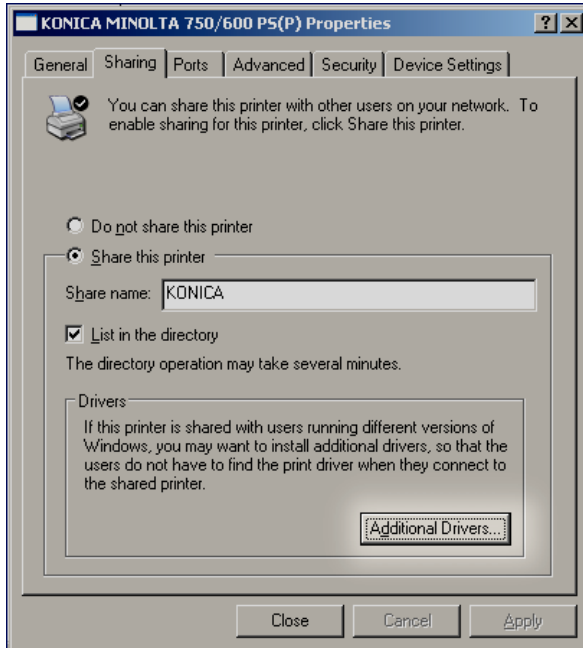 KONICA MINOLTA 750/600 PS(P) Properties
General Sharing Ports Advanced Security Device Settings
You can share this printer with other users on your network. To
enable sharing for this printer, click Share this printer.
Do not share this printer
Share this printer
Share name: KONICA
List in the directory
The directory operation may take several minutes.
Drivers
If this printer is shared with users running different versions of
Windows, you may want to install additional drivers, so that the
users do not have to find the print driver when they connect to
the shared printer.
Additional Drivers...
Close Cancel Apply